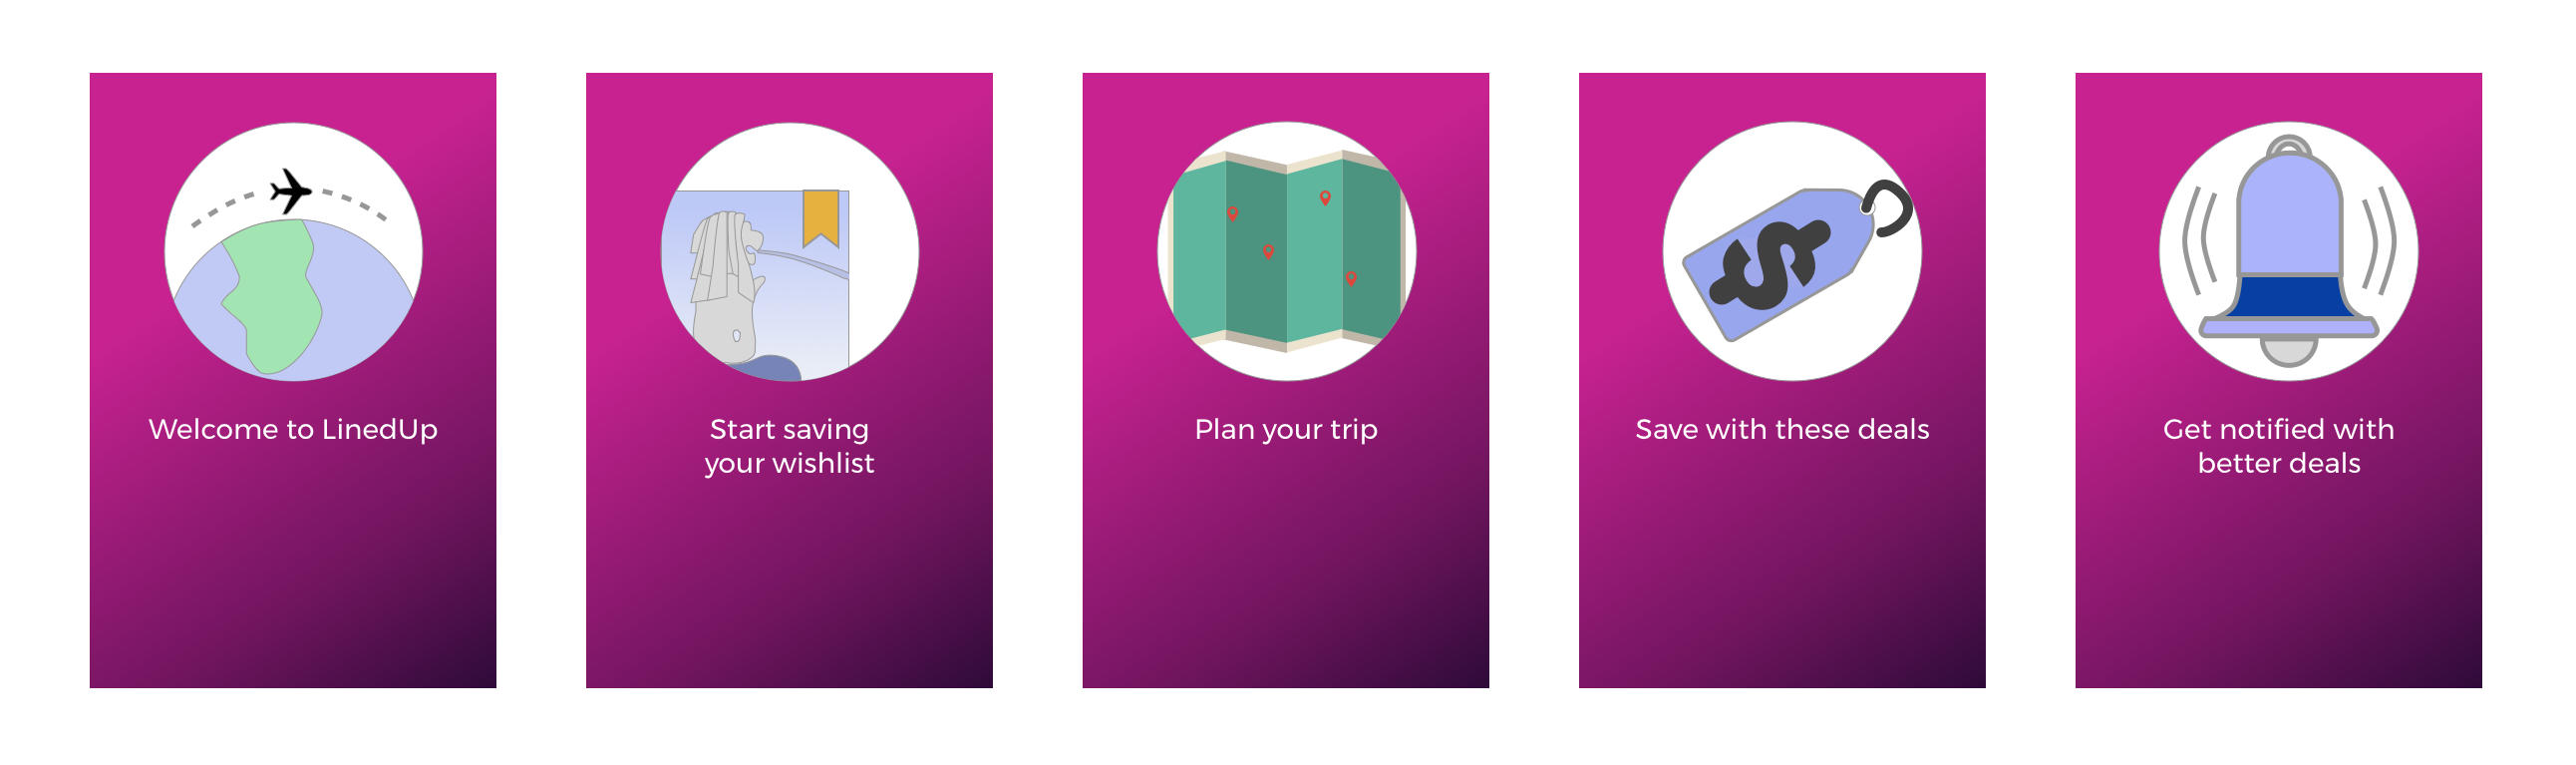 Welcome to LinedUp
Start saving
your wishlist
Plan your trip
Save with these deals
Get notified with
better deals